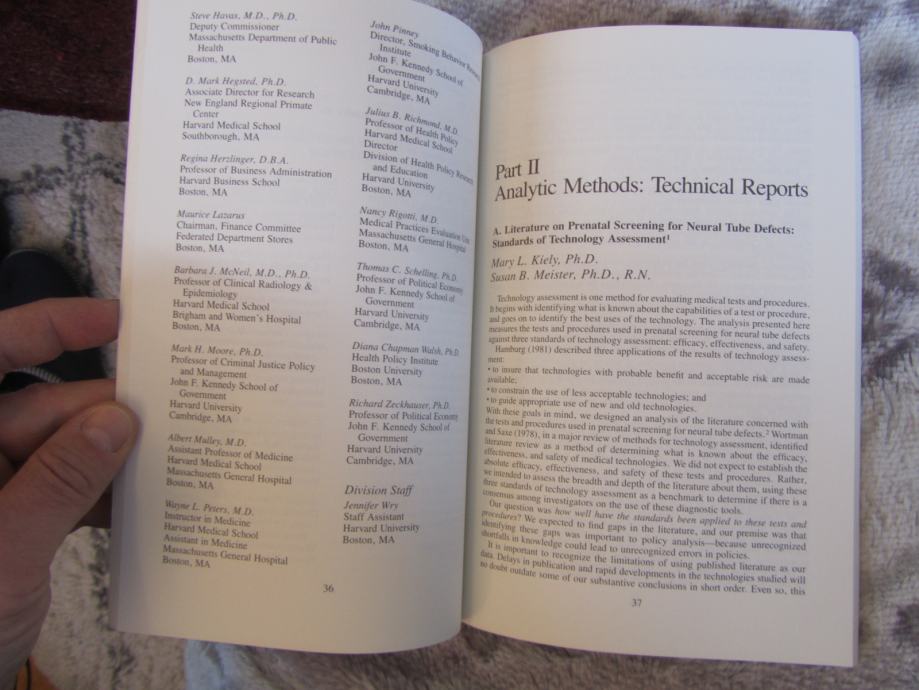 Steve Havas, M.D., Ph.D.
Deputy Commissioner
Massachusetts Department of Public
Health
Boston, MA
D. Mark Hegsted, Ph.D.
Associate Director for Research
New England Regional Primate
Center
Harvard Medical School
Southborough, MA
Regina Herzlinger, D.B.A.
Professor of Business Administration
Harvard Business School
Boston, MA
Maurice Lazarus
Chairman, Finance Committee
Federated Department Stores
Boston, MA
Barbara J. McNeil, M.D., Ph.D.
Professor of Clinical Radiology &
Epidemiology
Harvard Medical School
Brigham and Women's Hospital
Boston, MA
Mark H. Moore, Ph.D.
Professor of Criminal Justice Policy
and Management
John F. Kennedy School of
Government
Harvard University
Cambridge, MA
Albert Mulley, M.D.
Assistant Professor of Medicine
Harvard Medical School
Massachusetts General Hospital
Boston, MA
Wayne L. Peters, M.D.
Instructor in Medicine
Harvard Medical School
Assistant in Medicine
Massachusetts General Hospital
Boston, MA
John Pinney
Director, Smoking Behavior
Institute
John F. Kennedy School of
Government
Harvard University
Cambridge, MA
Julius B. Richmond, M.D.
Professor of Health Policy
Harvard Medical School
Director
Division of Health Policy Research
and Education
Harvard University
Boston, MA
Nancy Rigotti, M.D.
Medical Practices Evaluation Unit
Massachusetts General Hospital
Boston, MA
Thomas C. Schelling, Ph.D.
Professor of Political Economy
John F. Kennedy School of
Government
Harvard University
Cambridge, MA
Diana Chapman Walsh, Ph.D.
Health Policy Institute
Boston University
Boston, MA
Richard Zeckhauser, Ph.D.
Professor of Political Economy
John F. Kennedy School of
Government
Harvard University
Cambridge, MA
Division Staff
Jennifer Wry
Staff Assistant
Harvard University
Boston, MA
36
Part II
Analytic Methods: Technical Reports
A. Literature on Prenatal Screening for Neural Tube Defects:
Standards of Technology Assessment¹
Mary L. Kiely, Ph.D.
Susan B. Meister, Ph.D., R.N.
Technology assessment is one method for evaluating medical tests and procedures.
It begins with identifying what is known about the capabilities of a test or procedure,
and goes on to identify the best uses of the technology. The analysis presented here
measures the tests and procedures used in prenatal screening for neural tube defects
against three standards of technology assessment: efficacy, effectiveness, and safety.
Hamburg (1981) described three applications of the results of technology assess-
ment:
• to insure that technologies with probable benefit and acceptable risk are made
available;
• to constrain the use of less acceptable technologies; and
• to guide appropriate use of new and old technologies.
With these goals in mind, we designed an analysis of the literature concerned with
the tests and procedures used in prenatal screening for neural tube defects.² Wortman
and Saxe (1978), in a major review of methods for technology assessment, identified
literature review as a method of determining what is known about the efficacy,
effectiveness, and safety of medical technologies. We did not expect to establish the
absolute efficacy, effectiveness, and safety of these tests and procedures. Rather,
we intended to assess the breadth and depth of the literature about them, using these
three standards of technology assessment as a benchmark to determine if there is a
consensus among investigators on the use of these diagnostic tools.
Our question was how well have the standards been applied to these tests and
procedures? We expected to find gaps in the literature, and our premise was that
identifying these gaps was important to policy analysis—because unrecognized
shortfalls in knowledge could lead to unrecognized errors in policies.
It is important to recognize the limitations of using published literature as our
data. Delays in publication and rapid developments in the technologies studied will
no doubt outdate some of our substantive conclusions in short order. Even so, this
37